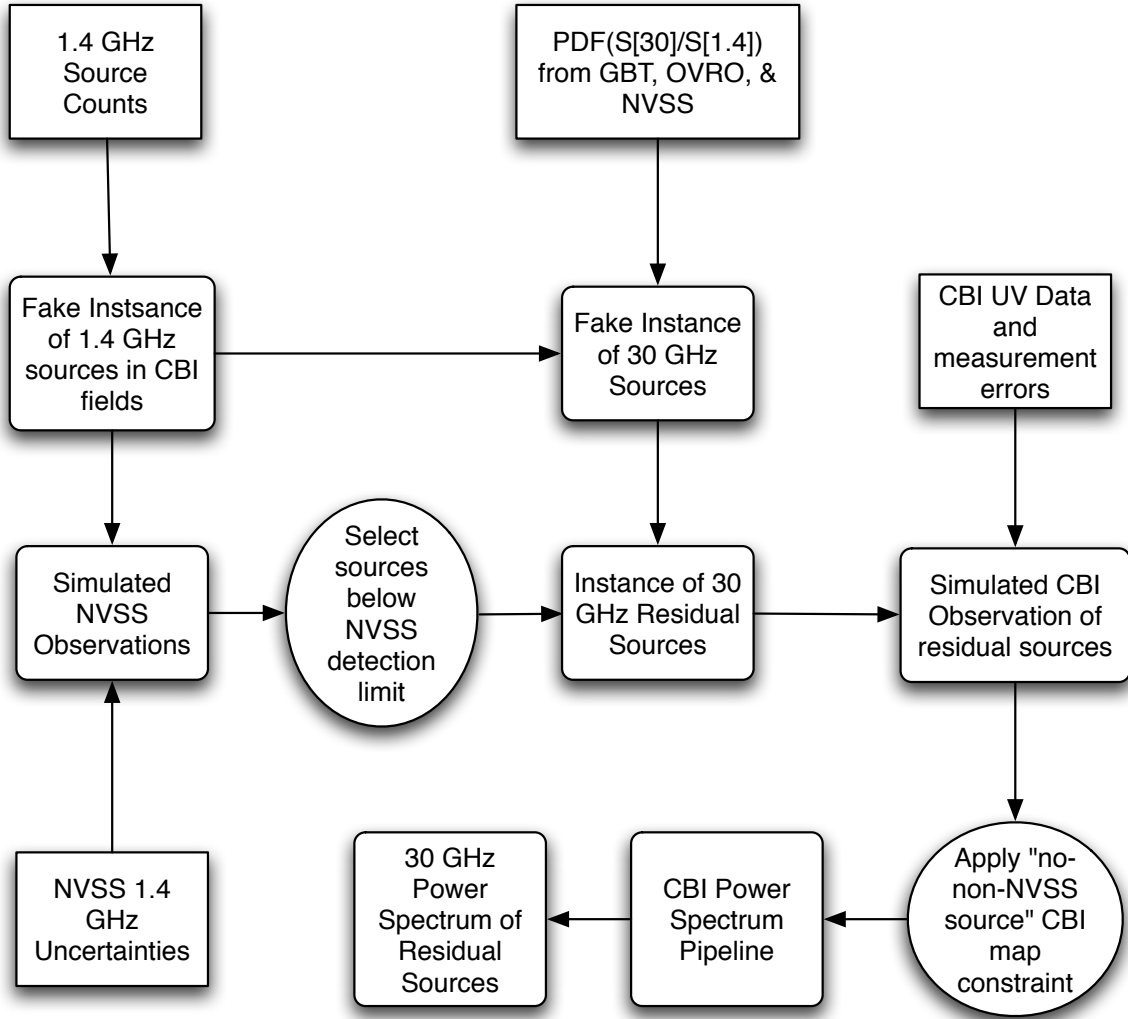 1.4 GHz
Source
Counts
PDF(S[30]/S[1.4])
from GBT, OVRO, &
NVSS
Fake Instsance
of 1.4 GHz
sources in CBI
fields
Fake Instance
of 30 GHz
Sources
CBI UV Data
and
measurement
errors
Simulated
NVSS
Observations
Select
sources
below
NVSS
detection
limit
Instance of 30
GHz Residual
Sources
Simulated CBI
Observation of
residual sources
NVSS 1.4
GHz
Uncertainties
30 GHz
Power
Spectrum of
Residual
Sources
CBI Power
Spectrum
Pipeline
Apply "no-
non-NVSS
source" CBI
map
constraint